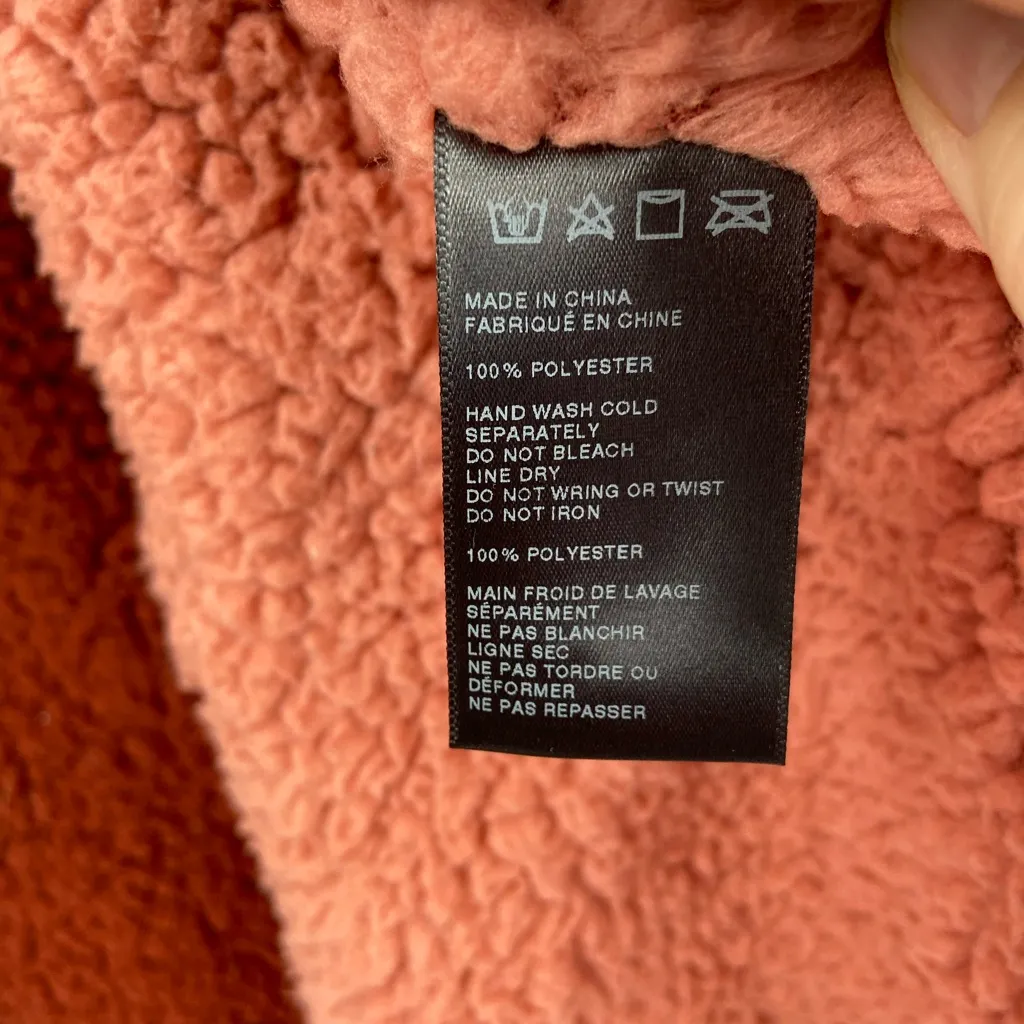 MADE IN CHINA
FABRIQUÉ EN CHINE
100% POLYESTER
HAND WASH COLD
SEPARATELY
DO NOT BLEACH
LINE DRY
DO NOT WRING OR TWIST
DO NOT IRON
100% POLYESTER
MAIN FROID DE LAVAGE
SÉPARÉMENT
NE PAS BLANCHIR
LIGNE SEC
NE PAS TORDRE OU
DÉFORMER
NE PAS REPASSER